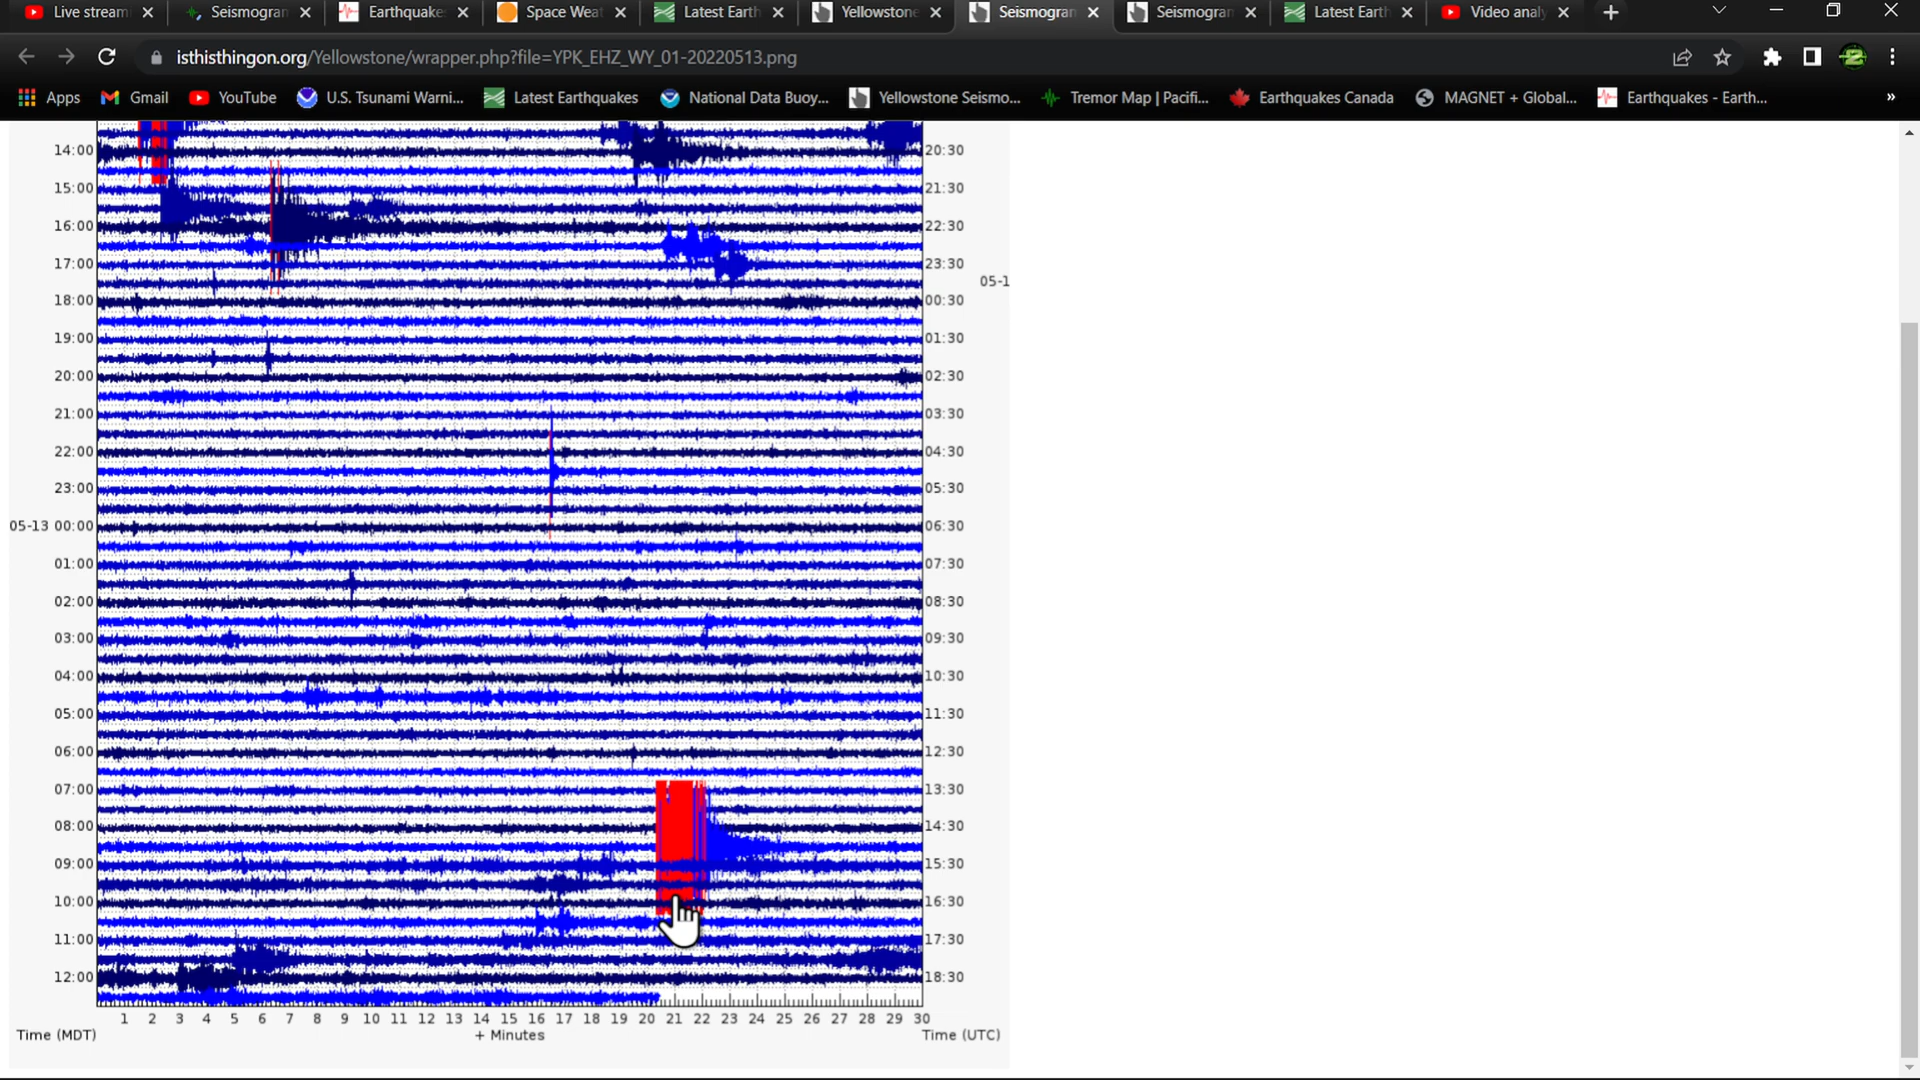 Live stream
Seismogran
Earthquake
Space Weat
Latest Earth
Yellowstone
Seismogran
Seismogran
Latest Earth
Video analy
isthisthingon.org/Yellowstone/wrapper.php?file=YPK_EHZ_WY_01-20220513.png
Apps
Gmail
YouTube
U.S. Tsunami Warni...
Latest Earthquakes
National Data Buoy...
Yellowstone Seismo...
Tremor Map | Pacifi...
Earthquakes Canada
MAGNET + Global...
Earthquakes - Earth...
»
14:00 20:30
15:00 21:30
16:00 22:30
17:00 23:30
05-1
18:00 00:30
19:00 01:30
20:00 02:30
21:00 03:30
22:00 04:30
23:00 05:30
05-13 00:00 06:30
01:00 07:30
02:00 08:30
03:00 09:30
04:00 10:30
05:00 11:30
06:00 12:30
07:00 13:30
08:00 14:30
09:00 15:30
10:00 16:30
11:00 17:30
12:00 18:30
1 2 3 4 5 6 7 8 9 10 11 12 13 14 15 16 17 18 19 20 21 22 23 24 25 26 27 28 29 30
Time (MDT) + Minutes Time (UTC)